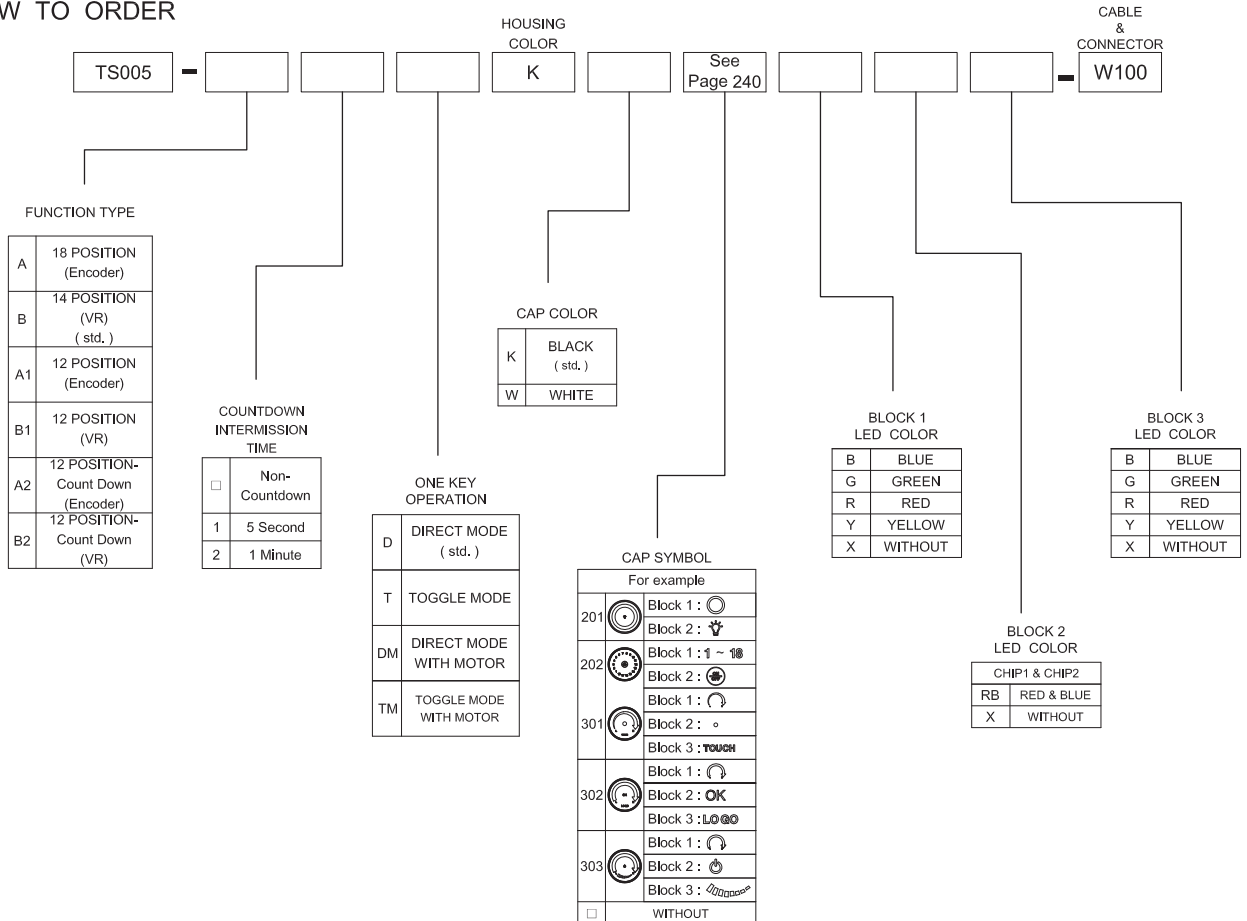 W TO ORDER
HOUSING
COLOR
CABLE
&
CONNECTOR
TS005 - K See
Page 240 - W100
FUNCTION TYPE
A 18 POSITION
(Encoder)
B 14 POSITION
(VR)
( std. )
A1 12 POSITION
(Encoder)
B1 12 POSITION
(VR)
A2 12 POSITION-
Count Down
(Encoder)
B2 12 POSITION-
Count Down
(VR)
COUNTDOWN
INTERMISSION
TIME
□ Non-
Countdown
1 5 Second
2 1 Minute
ONE KEY
OPERATION
D DIRECT MODE
( std. )
T TOGGLE MODE
DM DIRECT MODE
WITH MOTOR
TM TOGGLE MODE
WITH MOTOR
CAP COLOR
K BLACK
( std. )
W WHITE
CAP SYMBOL
For example
201 Block 1 :
Block 2 :
202 Block 1 : 1 ~ 18
Block 2 :
301 Block 1 :
Block 2 :
Block 3 : TOUCH
302 Block 1 :
Block 2 : OK
Block 3 : LOGO
303 Block 1 :
Block 2 :
Block 3 :
□ WITHOUT
BLOCK 1
LED COLOR
B BLUE
G GREEN
R RED
Y YELLOW
X WITHOUT
BLOCK 2
LED COLOR
CHIP1 & CHIP2
RB RED & BLUE
X WITHOUT
BLOCK 3
LED COLOR
B BLUE
G GREEN
R RED
Y YELLOW
X WITHOUT